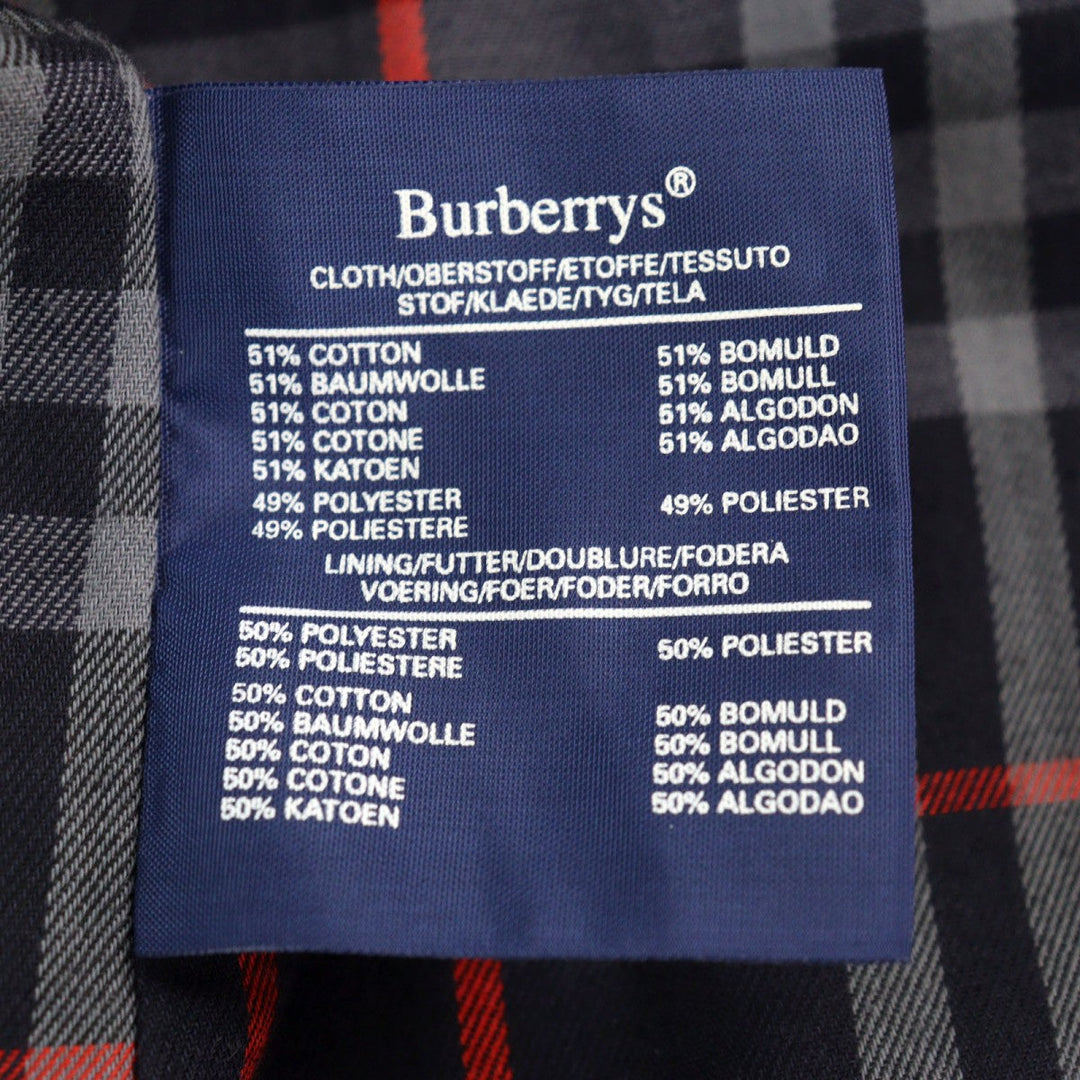 Burberrys®
CLOTH/OBERSTOFF/ÆTOFFE/TESSUTO
STOF/KLAEDE/TYG/TELA
51% COTTON 51% BOMULD
51% BAUMWOLLE 51% BOMULL
51% COTON 51% ALGODON
51% COTONE 51% ALGODAO
51% KATOEN
49% POLYESTER 49% POLIESTER
49% POLIESTERE
LINING/FUTTER/DOUBLURE/FODERA
VOERING/FOER/FODER/FORRO
50% POLYESTER 50% POLIESTER
50% POLIESTERE
50% COTTON 50% BOMULD
50% BAUMWOLLE 50% BOMULL
50% COTON 50% ALGODON
50% COTONE 50% ALGODAO
50% KATOEN